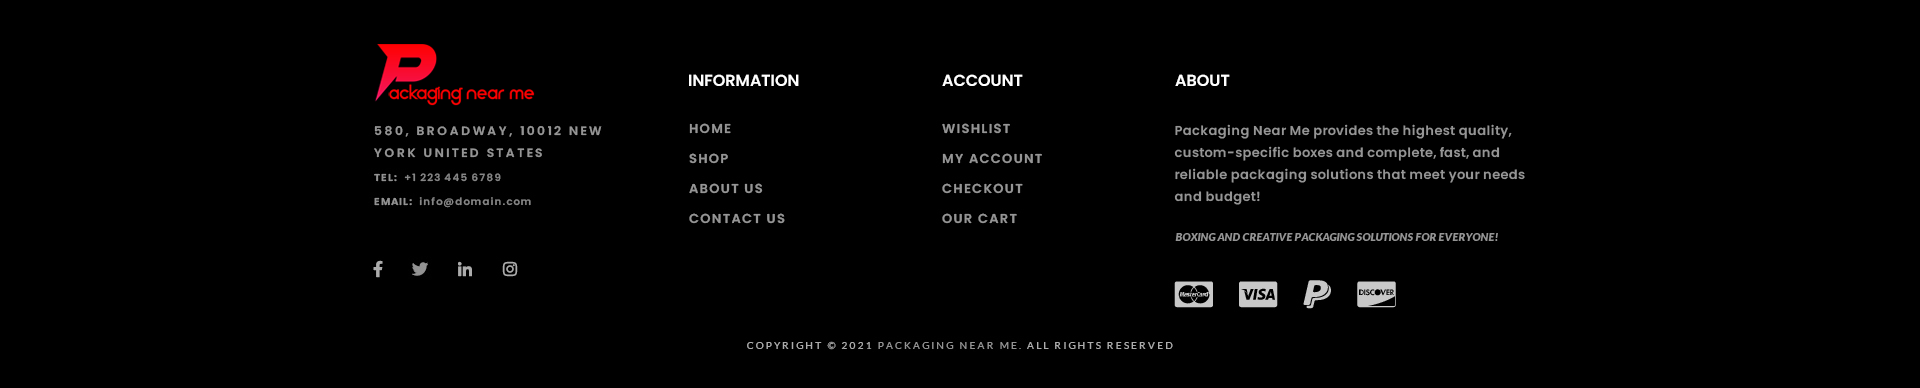 Packaging near me
580, BROADWAY, 10012 NEW
YORK UNITED STATES
TEL: +1 223 445 6789
EMAIL: info@domain.com
INFORMATION
HOME
SHOP
ABOUT US
CONTACT US
ACCOUNT
WISHLIST
MY ACCOUNT
CHECKOUT
OUR CART
ABOUT
Packaging Near Me provides the highest quality,
custom-specific boxes and complete, fast, and
reliable packaging solutions that meet your needs
and budget!
BOXING AND CREATIVE PACKAGING SOLUTIONS FOR EVERYONE!
MasterCard VISA DISCOVER
COPYRIGHT © 2021 PACKAGING NEAR ME. ALL RIGHTS RESERVED